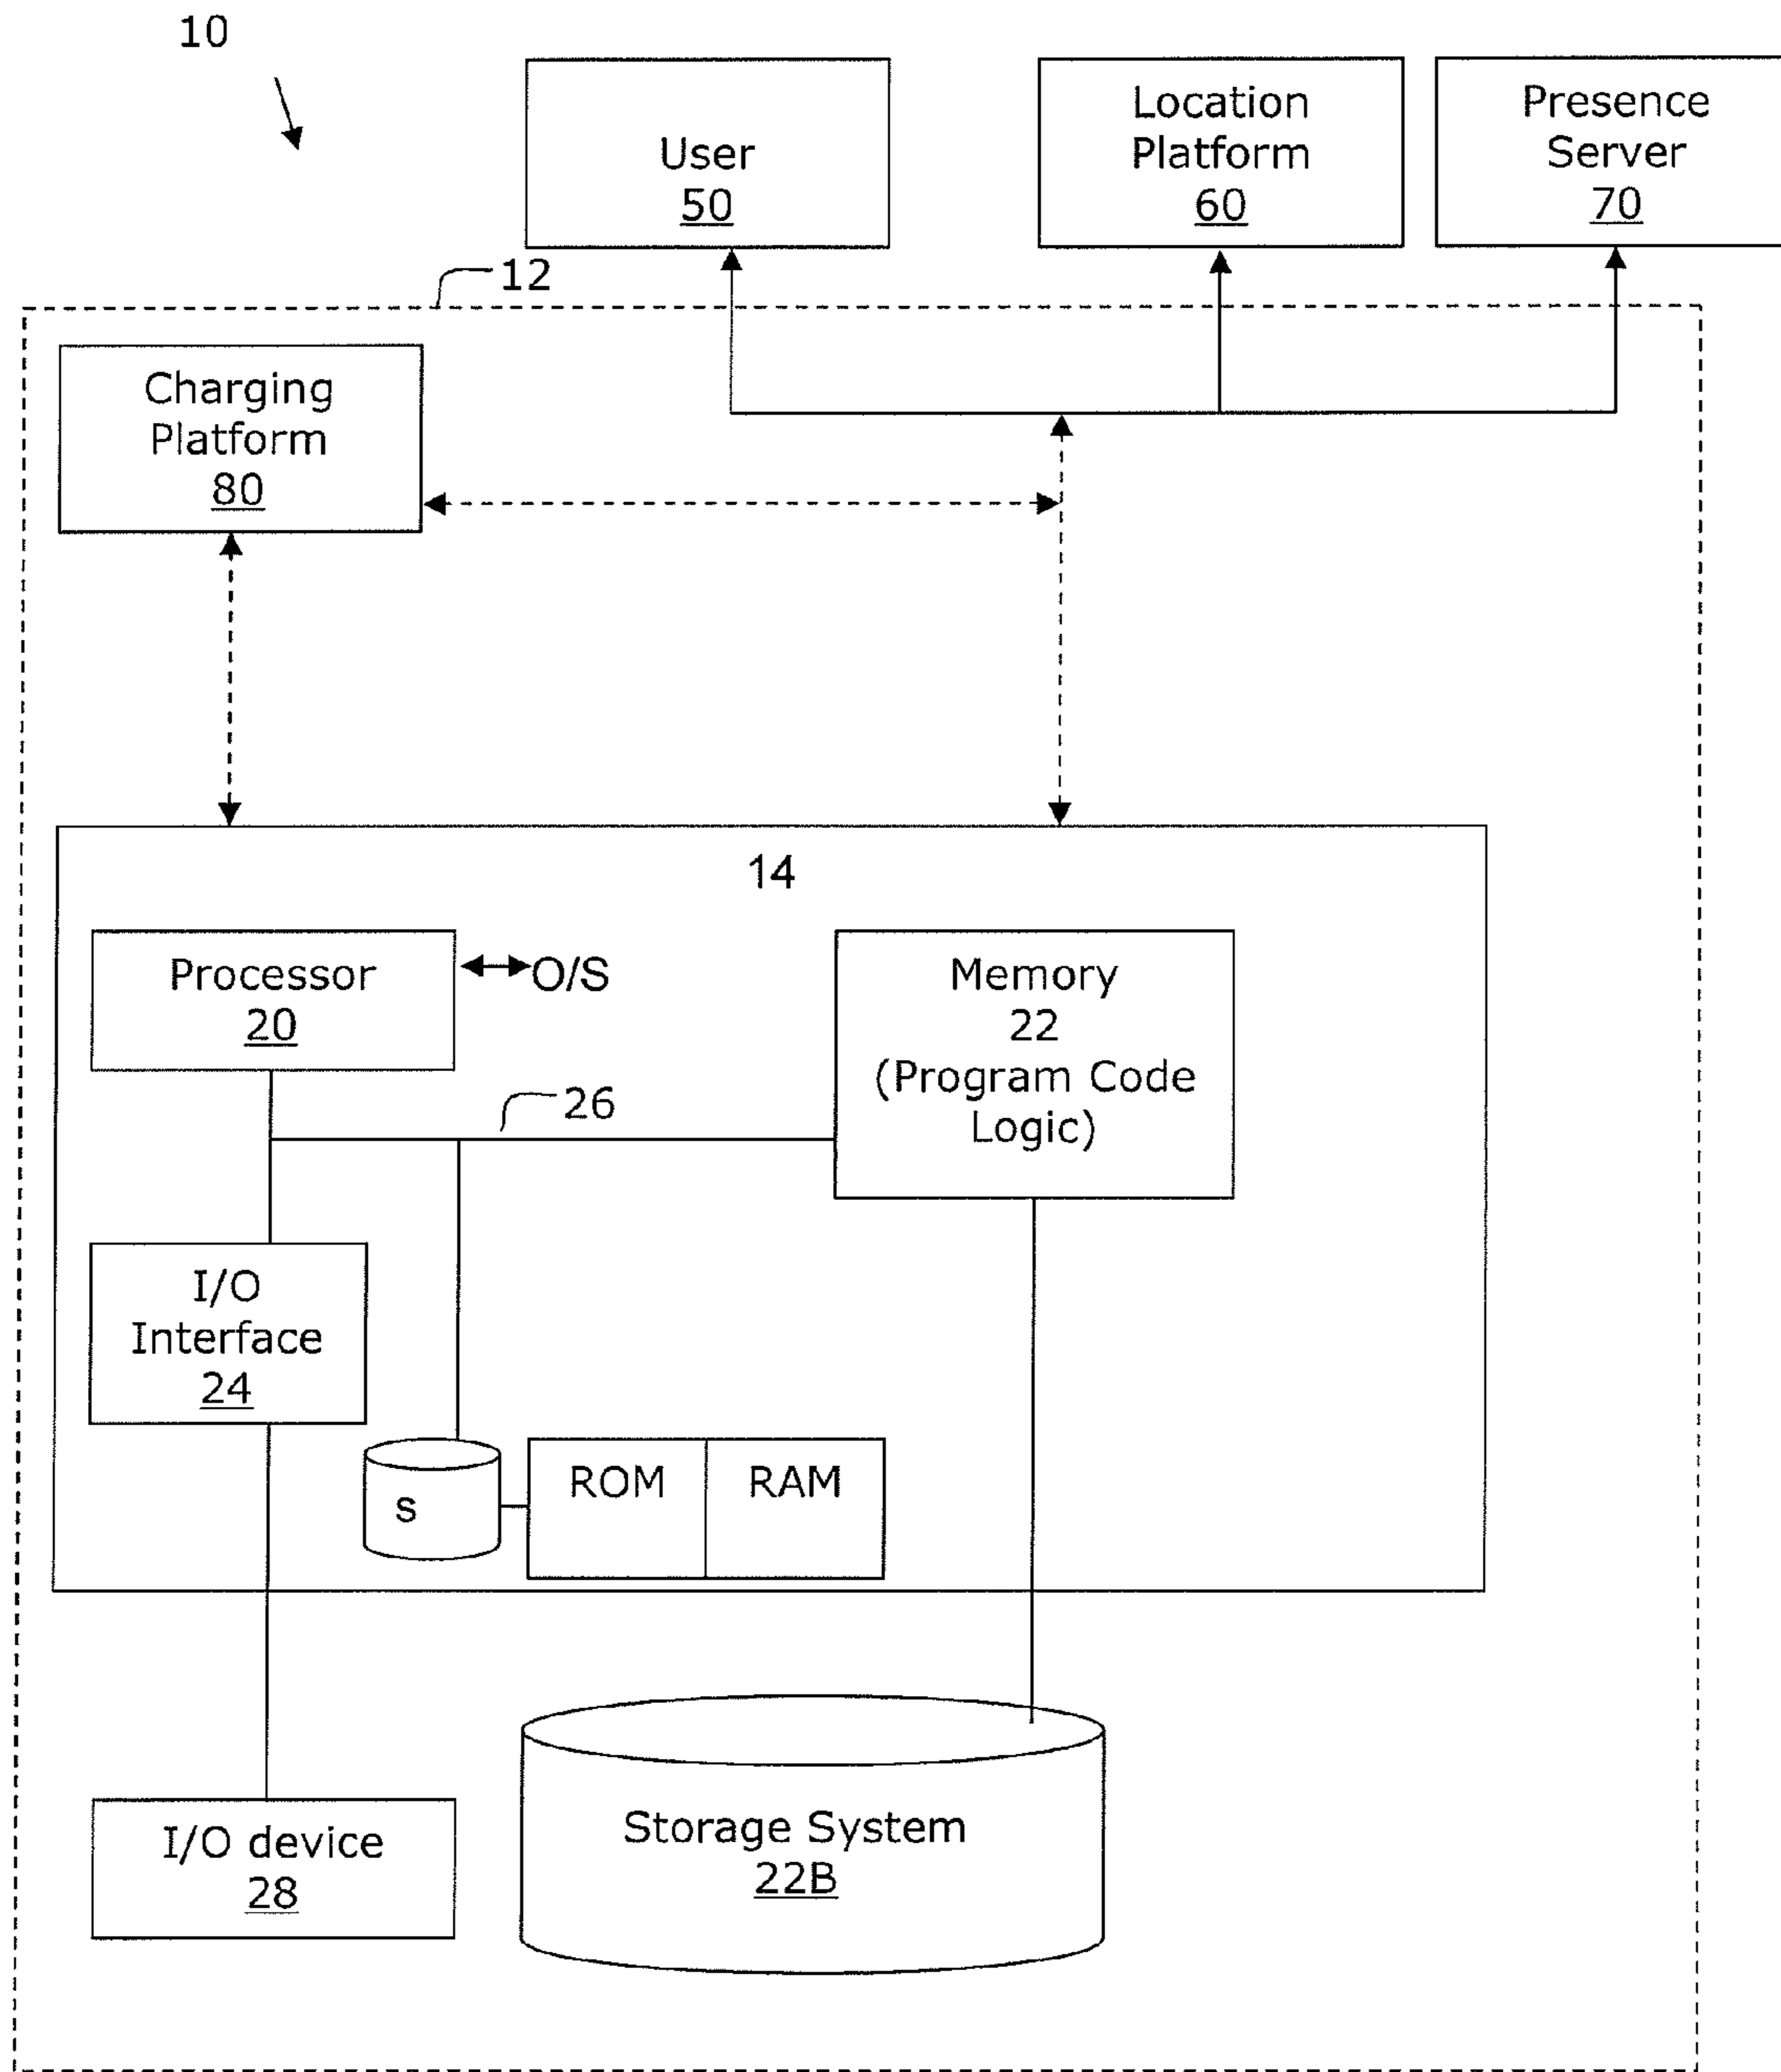 10
User
50
Location
Platform
60
Presence
Server
70
12
Charging
Platform
80
14
Processor
20
O/S
Memory
22
(Program Code
Logic)
26
I/O
Interface
24
S
ROM
RAM
I/O device
28
Storage System
22B